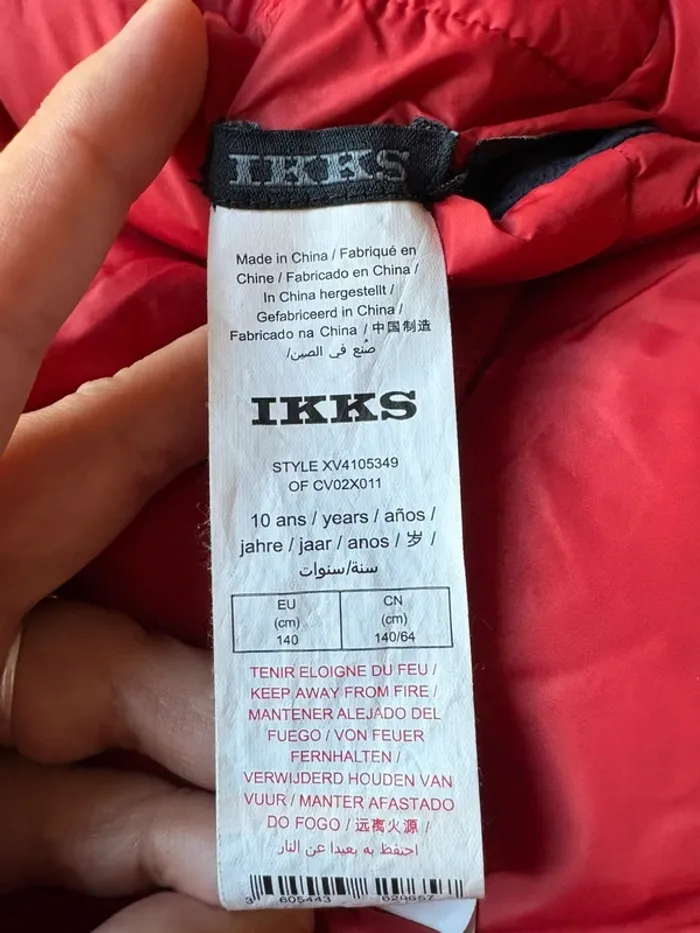 IKKS
Made in China / Fabriqué en
Chine / Fabricado en China /
In China hergestellt /
Gefabriceerd in China /
Fabricado na China / 中国制造
/صُنع في الصين
IKKS
STYLE XV4105349
OF CV02X011
10 ans / years / años /
jahre / jaar / anos / 岁 /
سنة/سنوات
EU CN
(cm) (cm)
140 140/64
TENIR ELOIGNE DU FEU /
KEEP AWAY FROM FIRE /
MANTENER ALEJADO DEL
FUEGO / VON FEUER
FERNHALTEN /
VERWIJDERD HOUDEN VAN
VUUR / MANTER AFASTADO
DO FOGO / 远离火源 /
احتفظ به بعيدا عن النار
3 605443 629657